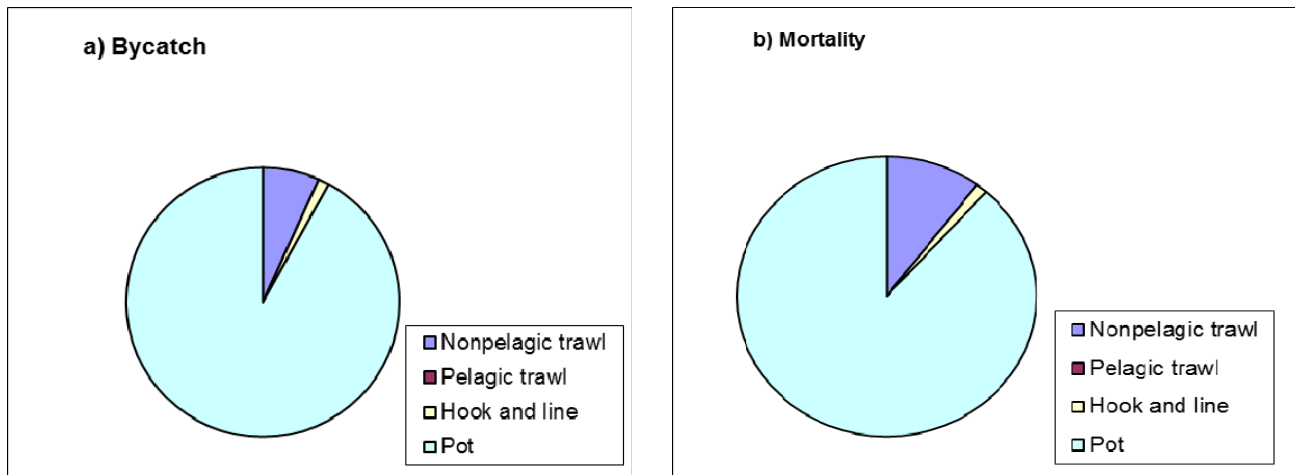 a) Bycatch
Nonpelagic trawl
Pelagic trawl
Hook and line
Pot
b) Mortality
Nonpelagic trawl
Pelagic trawl
Hook and line
Pot